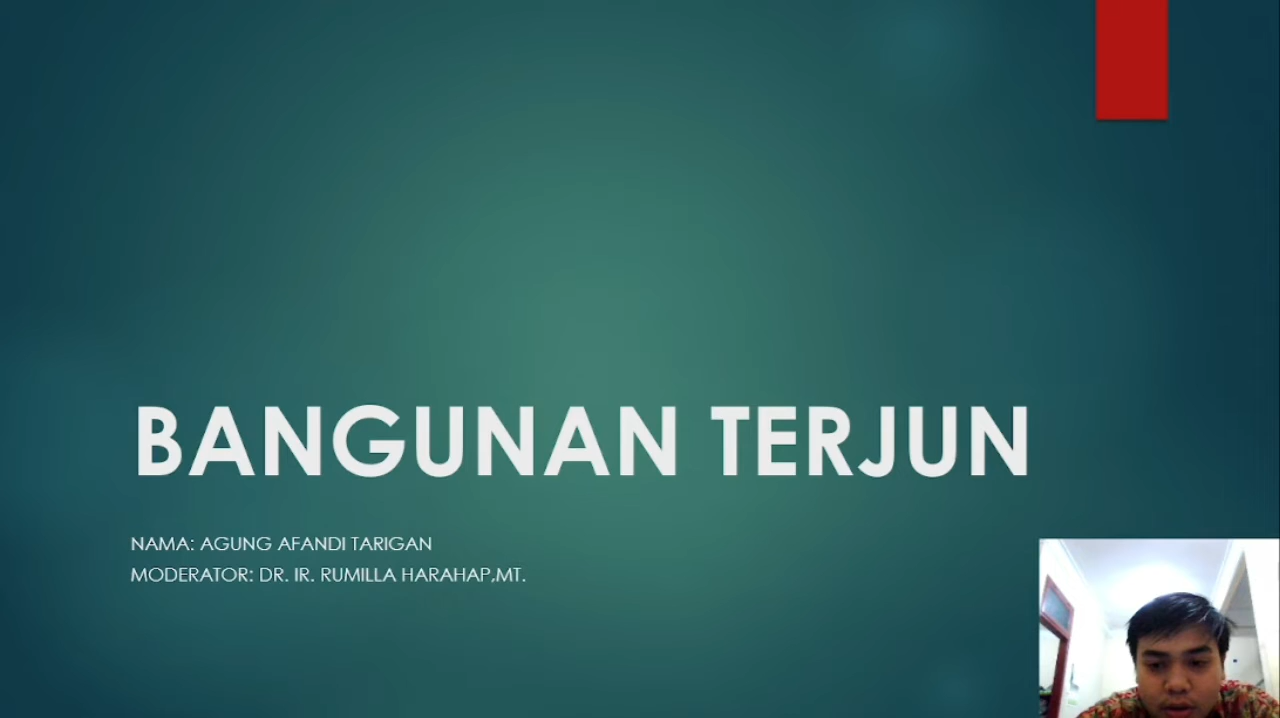 BANGUNAN TERJUN
NAMA: AGUNG AFANDI TARIGAN
MODERATOR: DR. IR. RUMILLA HARAHAP,MT.